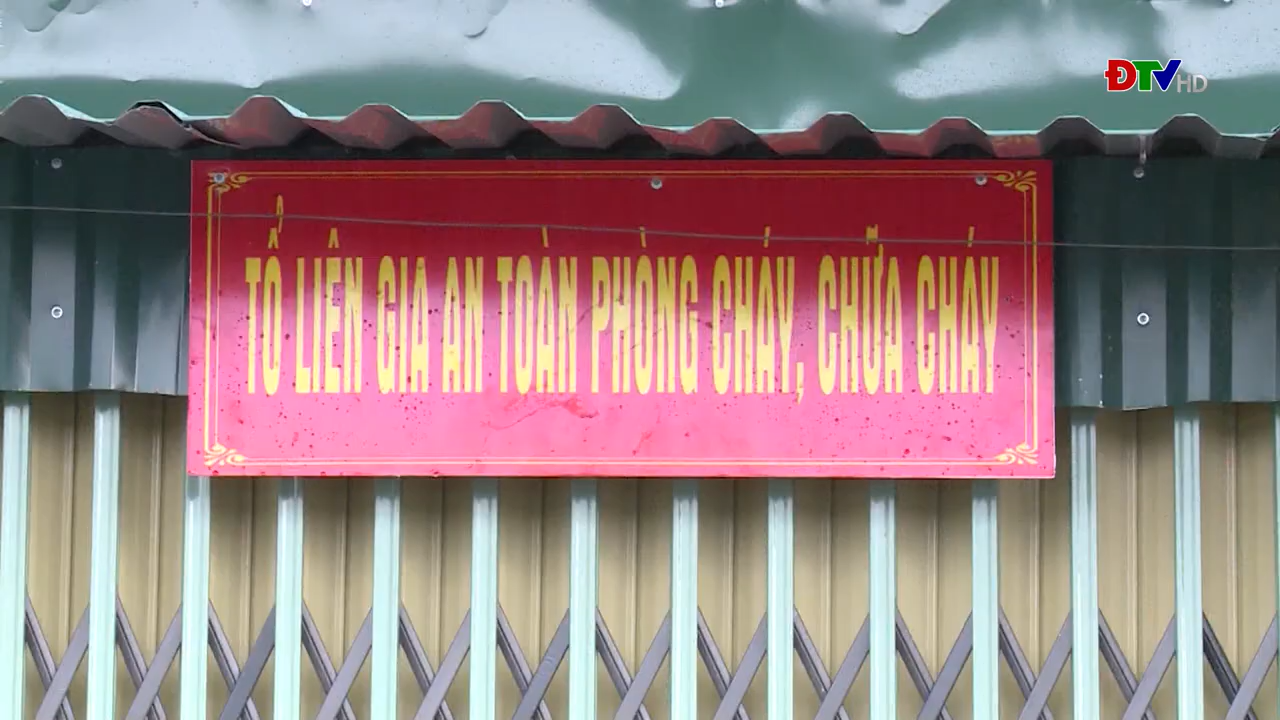 ĐTV HD
TỔ LIÊN GIA AN TOÀN PHÒNG CHÁY, CHỮA CHÁY